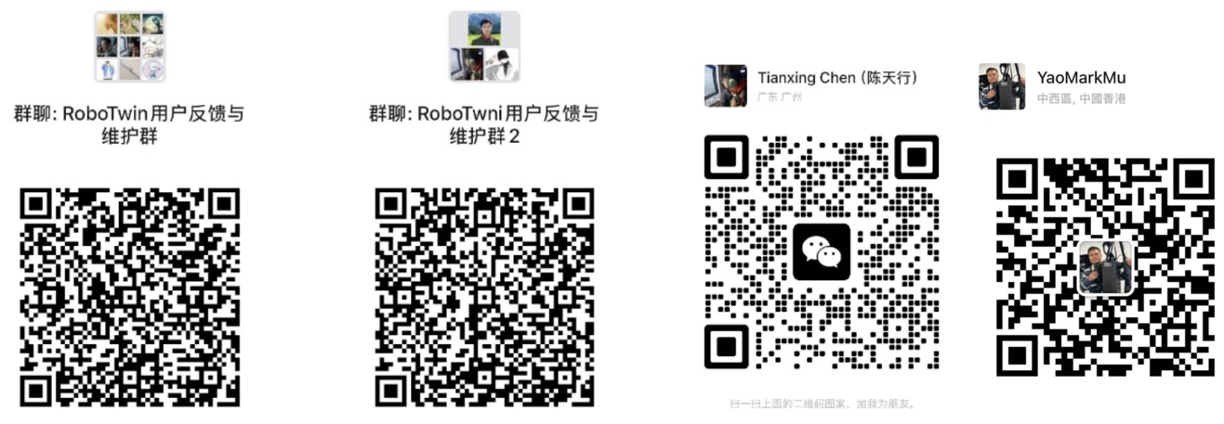 群聊: RoboTwin用户反馈与
维护群
群聊: RoboTwni用户反馈与
维护群2
Tianxing Chen (陈天行)
广东 广州
YaoMarkMu
中西區, 中國香港
扫一扫上面的二维码图案，加我为朋友。